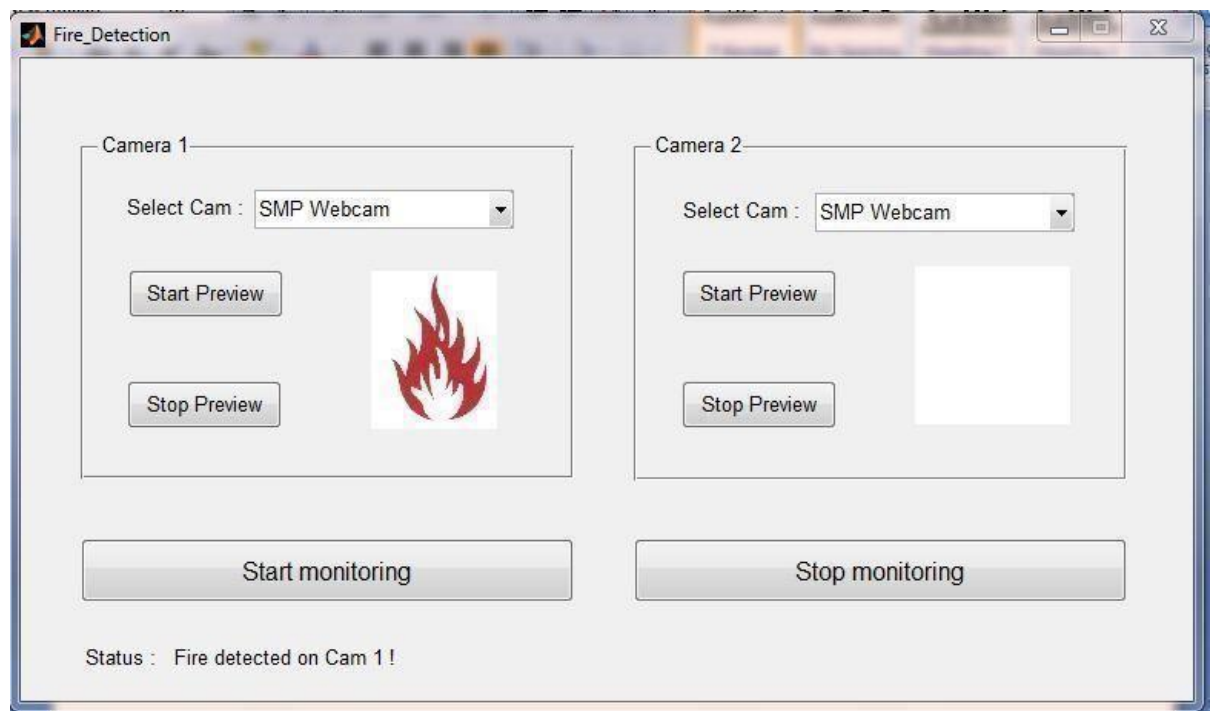 Fire_Detection
Camera 1
Select Cam : SMP Webcam
Start Preview
Stop Preview
Camera 2
Select Cam : SMP Webcam
Start Preview
Stop Preview
Start monitoring
Stop monitoring
Status : Fire detected on Cam 1 !